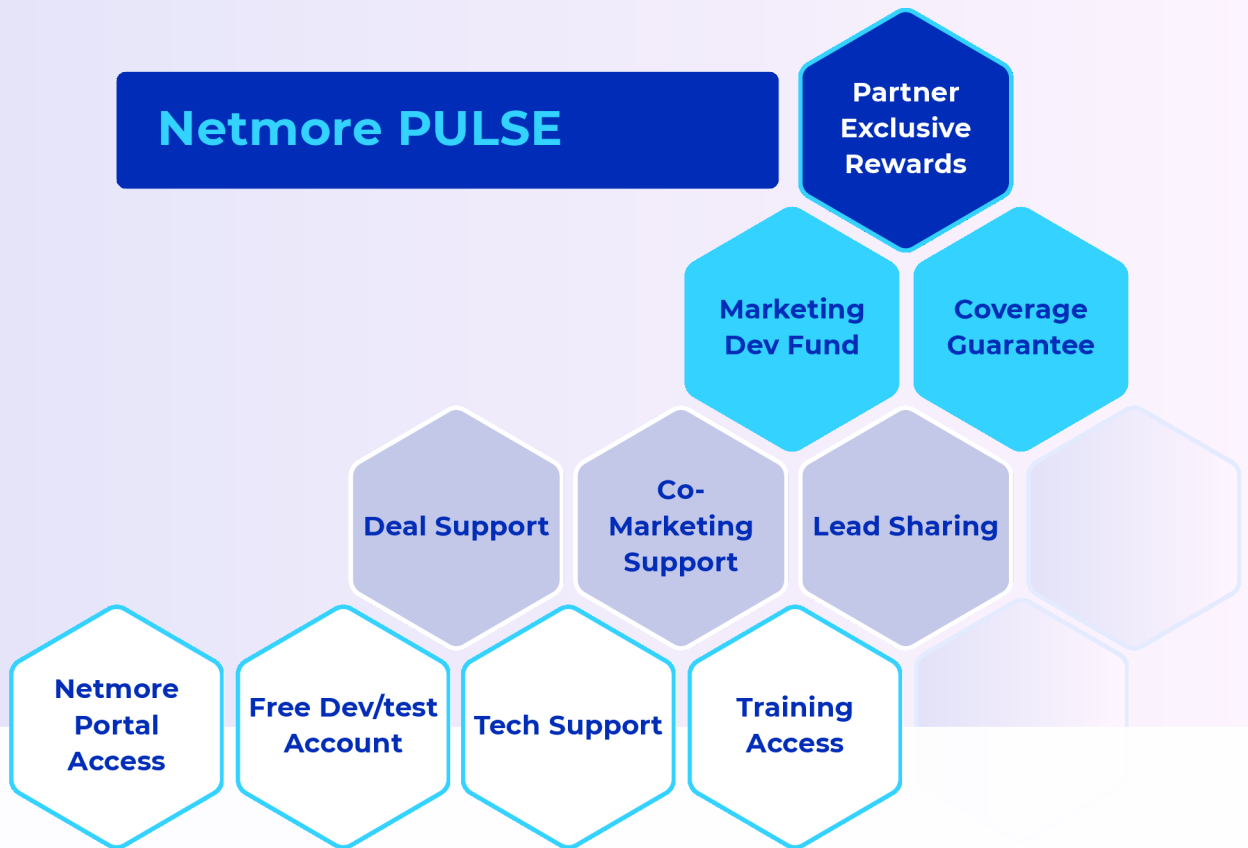 Netmore PULSE
Partner
Exclusive
Rewards
Marketing
Dev Fund
Coverage
Guarantee
Deal Support
Co-
Marketing
Support
Lead Sharing
Netmore
Portal
Access
Free Dev/test
Account
Tech Support
Training
Access